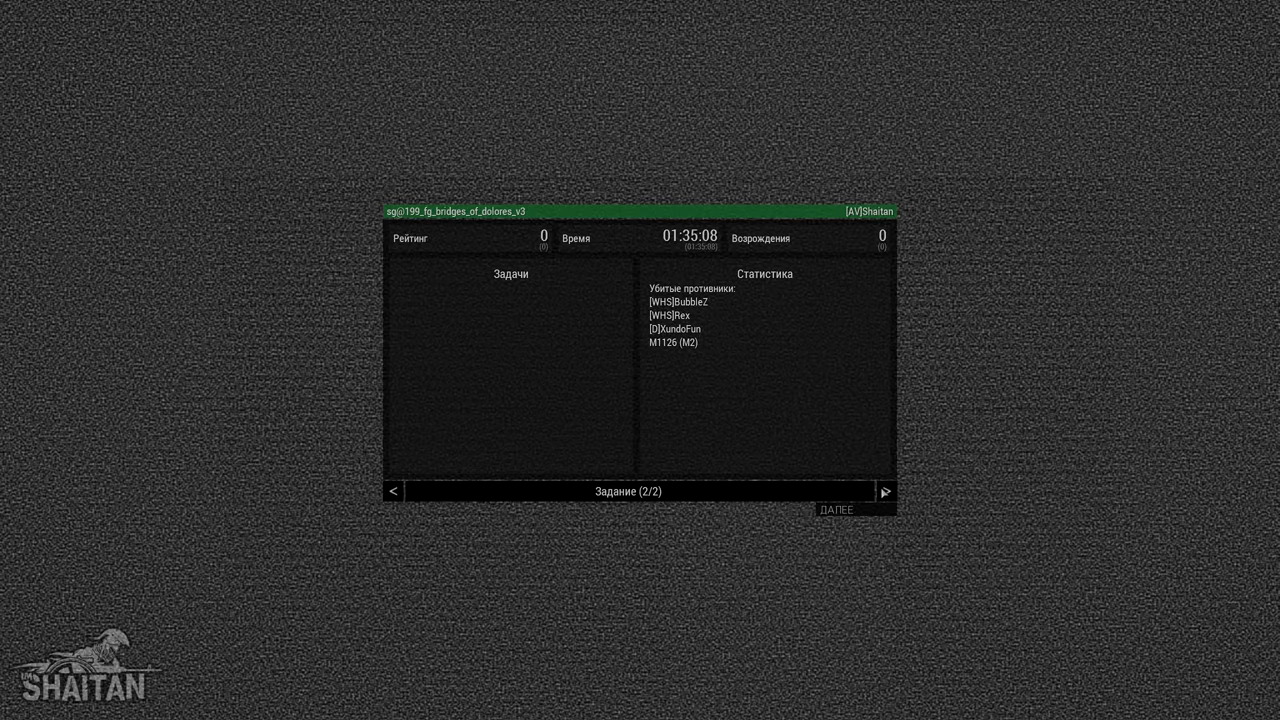 sg@199_fg_bridges_of_dolores_v3 [AV]Shaitan
Рейтинг 0 (0) Время 01:35:08 (01:35:08) Возрождения 0 (0)
Задачи
Статистика
Убитые противники:
[WHS]BubbleZ
[WHS]Rex
[D]XundoFun
M1126 (M2)
< Задание (2/2) >
ДАЛЕЕ
SHAITAN